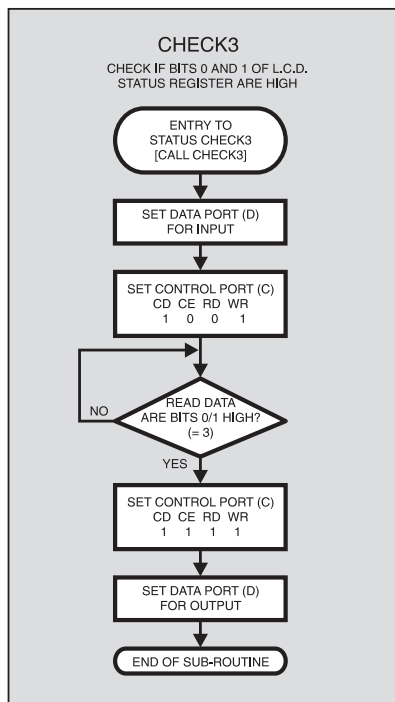 CHECK3
CHECK IF BITS 0 AND 1 OF L.C.D.
STATUS REGISTER ARE HIGH
ENTRY TO
STATUS CHECK3
[CALL CHECK3]
SET DATA PORT (D)
FOR INPUT
SET CONTROL PORT (C)
CD CE RD WR
1 0 0 1
READ DATA
ARE BITS 0/1 HIGH?
(= 3)
NO
YES
SET CONTROL PORT (C)
CD CE RD WR
1 1 1 1
SET DATA PORT (D)
FOR OUTPUT
END OF SUB-ROUTINE